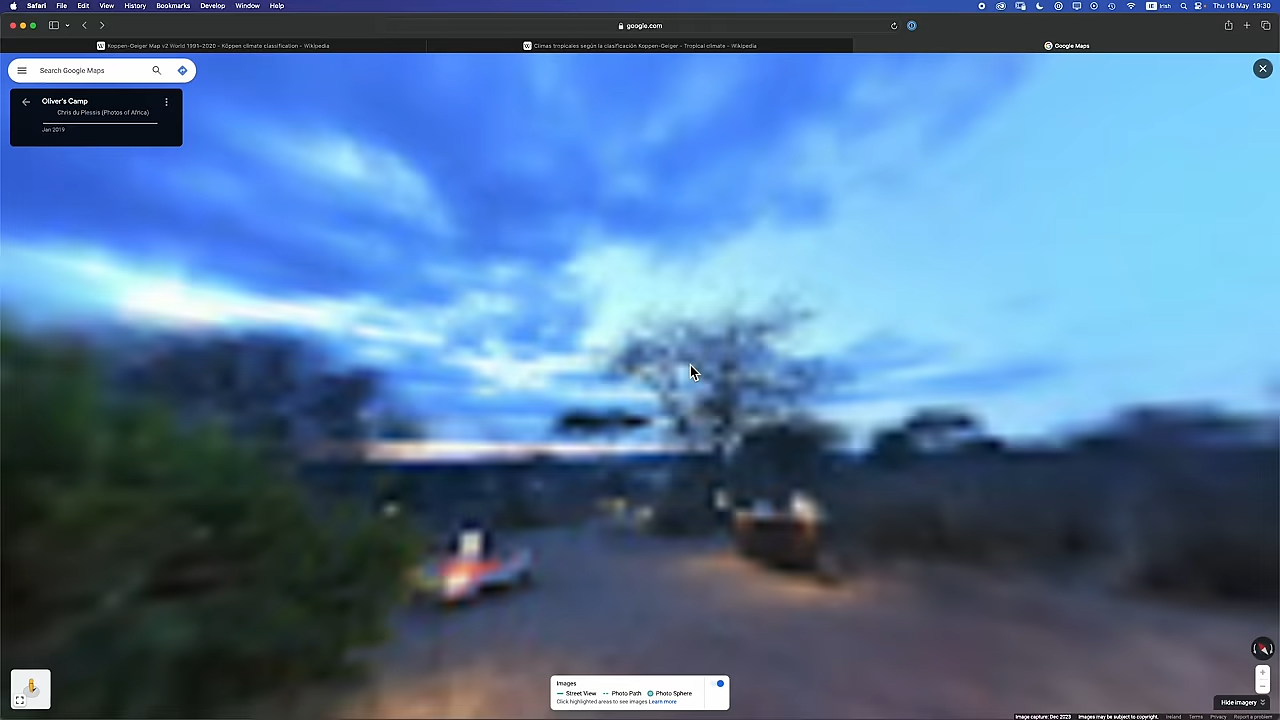 Safari File Edit View History Bookmarks Develop Window Help Irish Thu 16 May 19:30
google.com
Koppen-Geiger Map v2 World 1991–2020 - Köppen climate classification - Wikipedia
Climas tropicales según la clasificación Koppen-Geiger - Tropical climate - Wikipedia
Google Maps
Search Google Maps
Oliver's Camp
Chris du Plessis (Photos of Africa)
Jan 2019
Images
Street View Photo Path Photo Sphere
Click highlighted areas to see images Learn more
Hide imagery
Image capture: Dec 2023 Images may be subject to copyright. Ireland Terms Privacy Report a problem